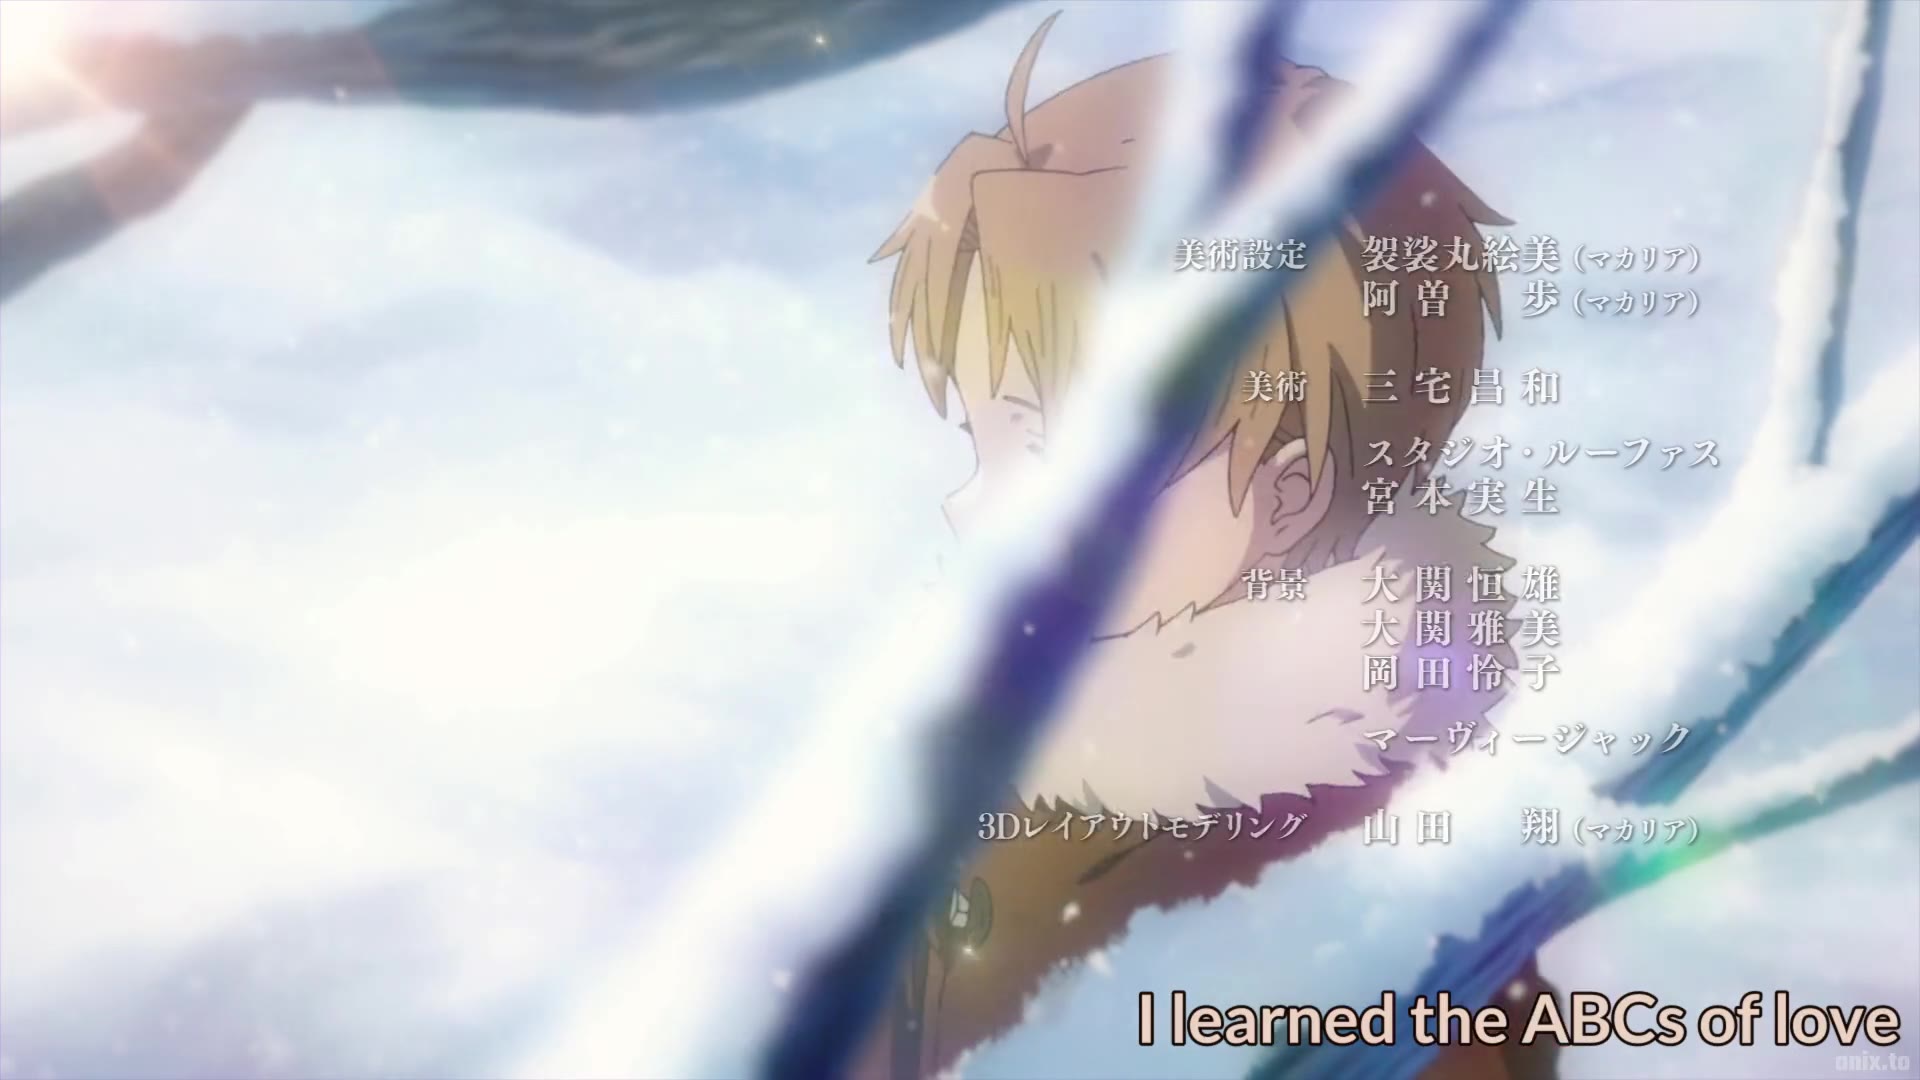 美術設定 袈裟丸絵美（マカリア）
阿曽 歩（マカリア）
美術 三宅昌和
スタジオ・ルーファス
宮本実生
背景 大関恒雄
大関雅美
岡田怜子
マーヴィージャック
3Dレイアウトモデリング 山田 翔（マカリア）
I learned the ABCs of love
anix.to